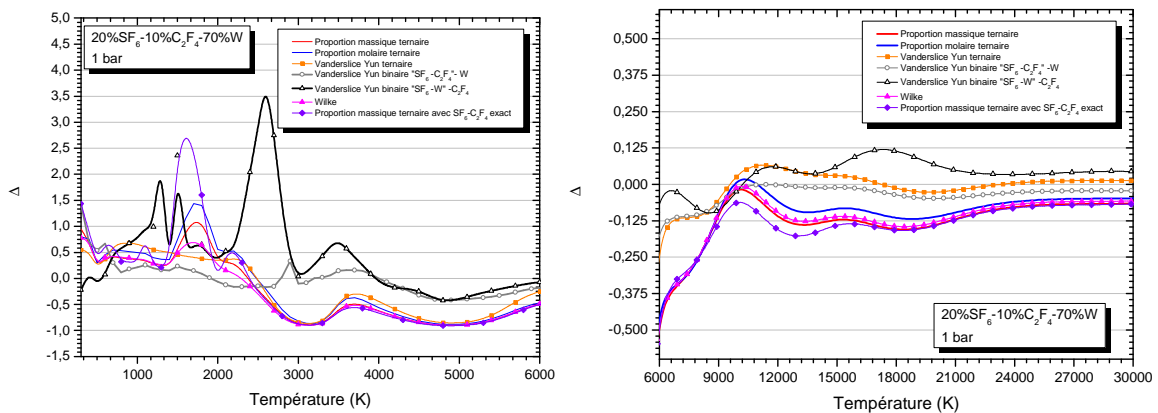 5,0
4,5
4,0
3,5
3,0
2,5
2,0
1,5
1,0
0,5
0,0
-0,5
-1,0
-1,5
Δ
20%SF6-10%C2F4-70%W
1 bar
Proportion massique ternaire
Proportion molaire ternaire
Vanderslice Yun ternaire
Vanderslice Yun binaire "SF6 -C2F4"- W
Vanderslice Yun binaire "SF6 -W" -C2F4
Wilke
Proportion massique ternaire avec SF6-C2F4 exact
1000 2000 3000 4000 5000 6000
Température (K)
0,500
0,375
0,250
0,125
0,000
-0,125
-0,250
-0,375
-0,500
Δ
Proportion massique ternaire
Proportion molaire ternaire
Vanderslice Yun ternaire
Vanderslice Yun binaire "SF6 -C2F4" -W
Vanderslice Yun binaire "SF6 -W" -C2F4
Wilke
Proportion massique ternaire avec SF6-C2F4 exact
20%SF6-10%C2F4-70%W
1 bar
6000 9000 12000 15000 18000 21000 24000 27000 30000
Température (K)